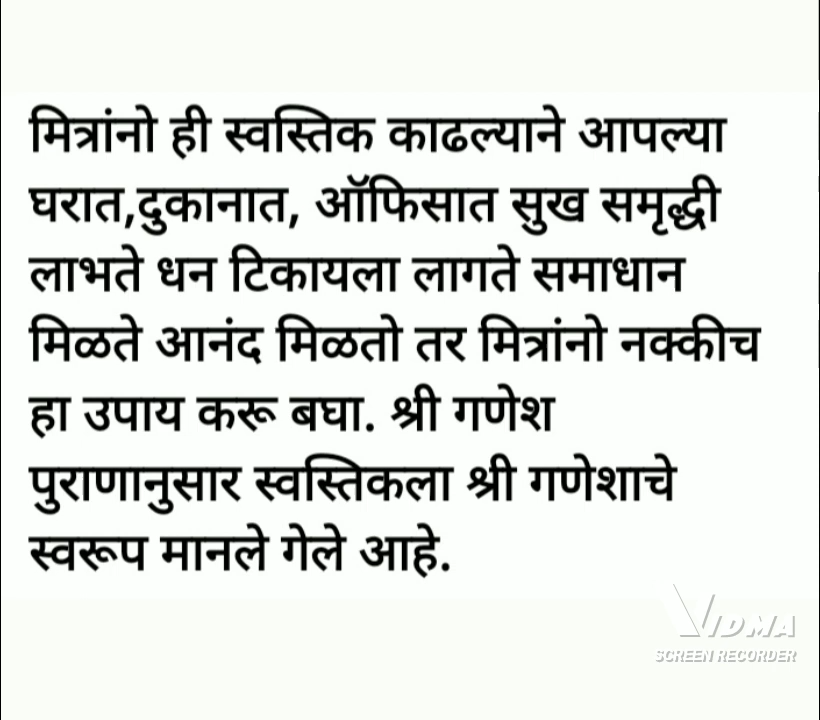 मित्रांनो ही स्वस्तिक काढल्याने आपल्या
घरात,दुकानात, ऑफिसात सुख समृद्धी
लाभते धन टिकायला लागते समाधान
मिळते आनंद मिळतो तर मित्रांनो नक्कीच
हा उपाय करू बघा. श्री गणेश
पुराणानुसार स्वस्तिकला श्री गणेशाचे
स्वरूप मानले गेले आहे.
VIDMA
SCREEN RECORDER